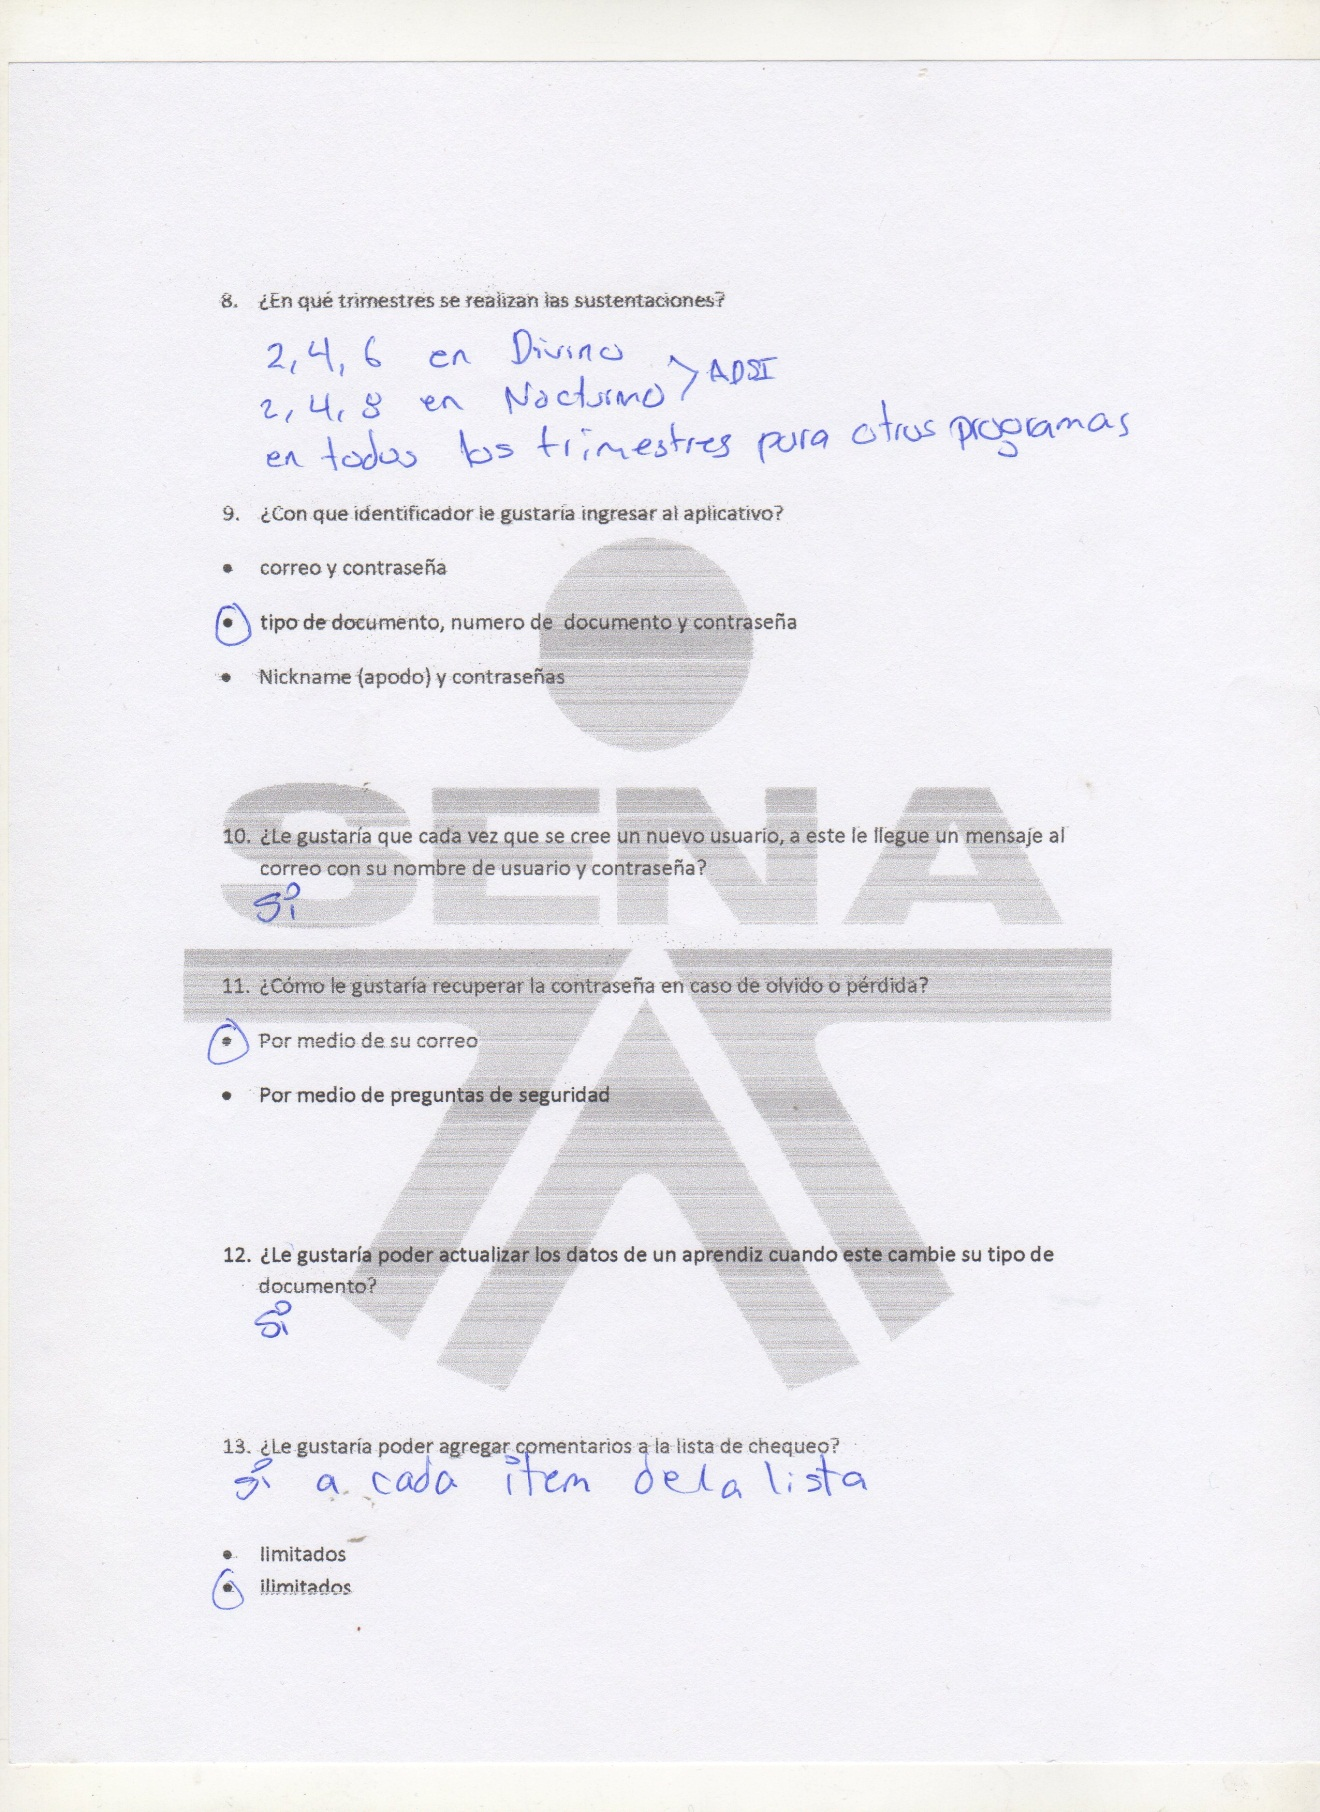 8. ¿En qué trimestres se realizan las sustentaciones?
2, 4, 6 en Divino
2, 4, 8 en Nocturno > ADSI
en todos los trimestres para otros programas
9. ¿Con que identificador le gustaría ingresar al aplicativo?
• correo y contraseña
• tipo de documento, numero de documento y contraseña
• Nickname (apodo) y contraseñas
SENA
10. ¿Le gustaría que cada vez que se cree un nuevo usuario, a este le llegue un mensaje al
correo con su nombre de usuario y contraseña?
Si
11. ¿Cómo le gustaría recuperar la contraseña en caso de olvido o pérdida?
• Por medio de su correo
• Por medio de preguntas de seguridad
12. ¿Le gustaría poder actualizar los datos de un aprendiz cuando este cambie su tipo de
documento?
Si
13. ¿Le gustaría poder agregar comentarios a la lista de chequeo?
si a cada item de la lista
• limitados
• ilimitados